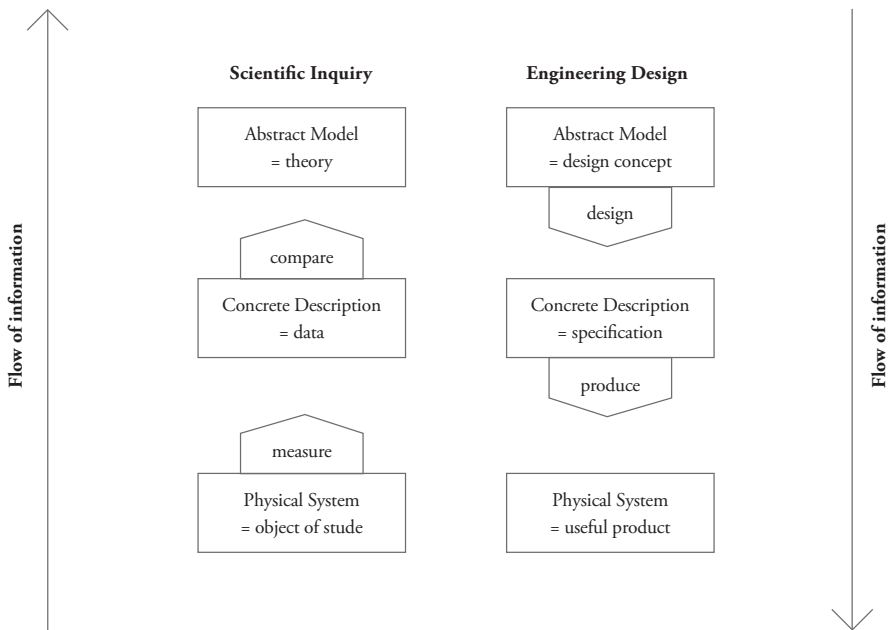 Flow of information
Scientific Inquiry
Abstract Model
= theory
compare
Concrete Description
= data
measure
Physical System
= object of stude
Engineering Design
Abstract Model
= design concept
design
Concrete Description
= specification
produce
Physical System
= useful product
Flow of information